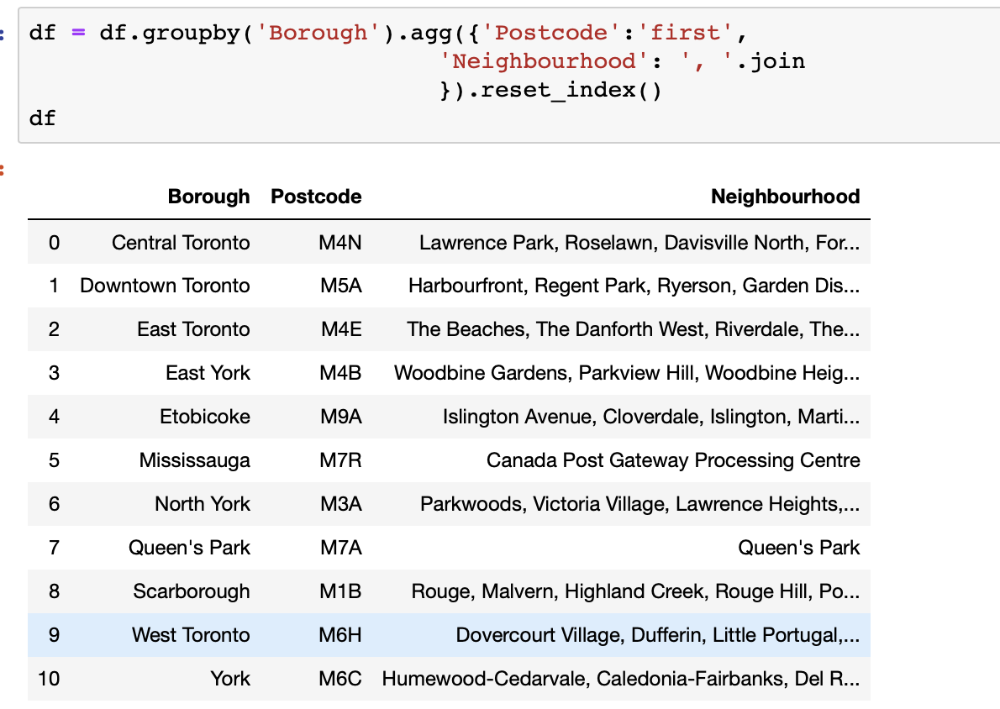 df = df.groupby('Borough').agg({'Postcode':'first',
'Neighbourhood': ', '.join
}).reset_index()
df
Borough Postcode Neighbourhood
0 Central Toronto M4N Lawrence Park, Roselawn, Davisville North, For...
1 Downtown Toronto M5A Harbourfront, Regent Park, Ryerson, Garden Dis...
2 East Toronto M4E The Beaches, The Danforth West, Riverdale, The...
3 East York M4B Woodbine Gardens, Parkview Hill, Woodbine Heig...
4 Etobicoke M9A Islington Avenue, Cloverdale, Islington, Marti...
5 Mississauga M7R Canada Post Gateway Processing Centre
6 North York M3A Parkwoods, Victoria Village, Lawrence Heights,...
7 Queen's Park M7A Queen's Park
8 Scarborough M1B Rouge, Malvern, Highland Creek, Rouge Hill, Po...
9 West Toronto M6H Dovercourt Village, Dufferin, Little Portugal,...
10 York M6C Humewood-Cedarvale, Caledonia-Fairbanks, Del R...